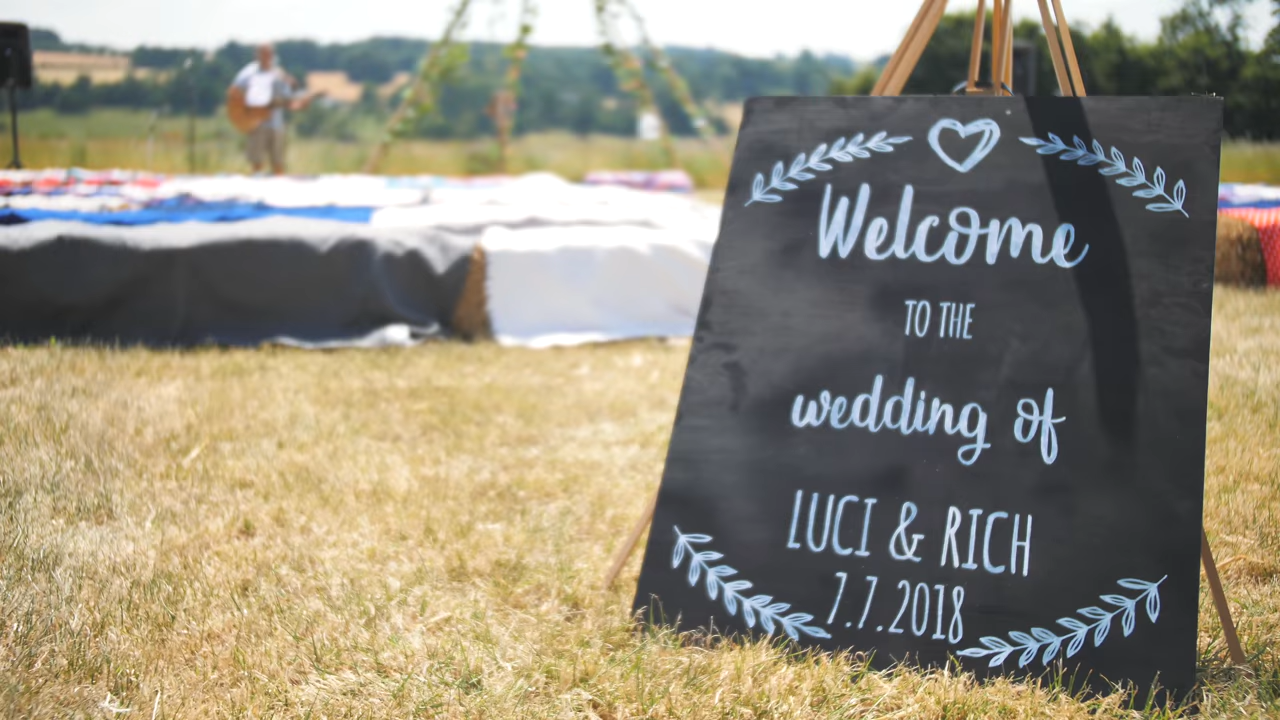 Welcome
TO THE
wedding of
LUCI & RICH
7.7.2018